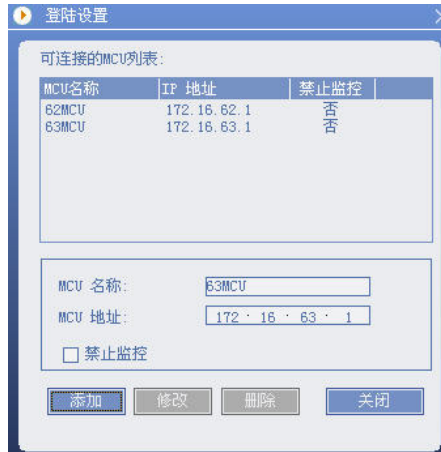 登陆设置
可连接的MCU列表:
MCU名称 IP 地址 禁止监控
62MCU 172.16.62.1 否
63MCU 172.16.63.1 否
MCU 名称: 63MCU
MCU 地址: 172 . 16 . 63 . 1
禁止监控
添加 修改 删除 关闭